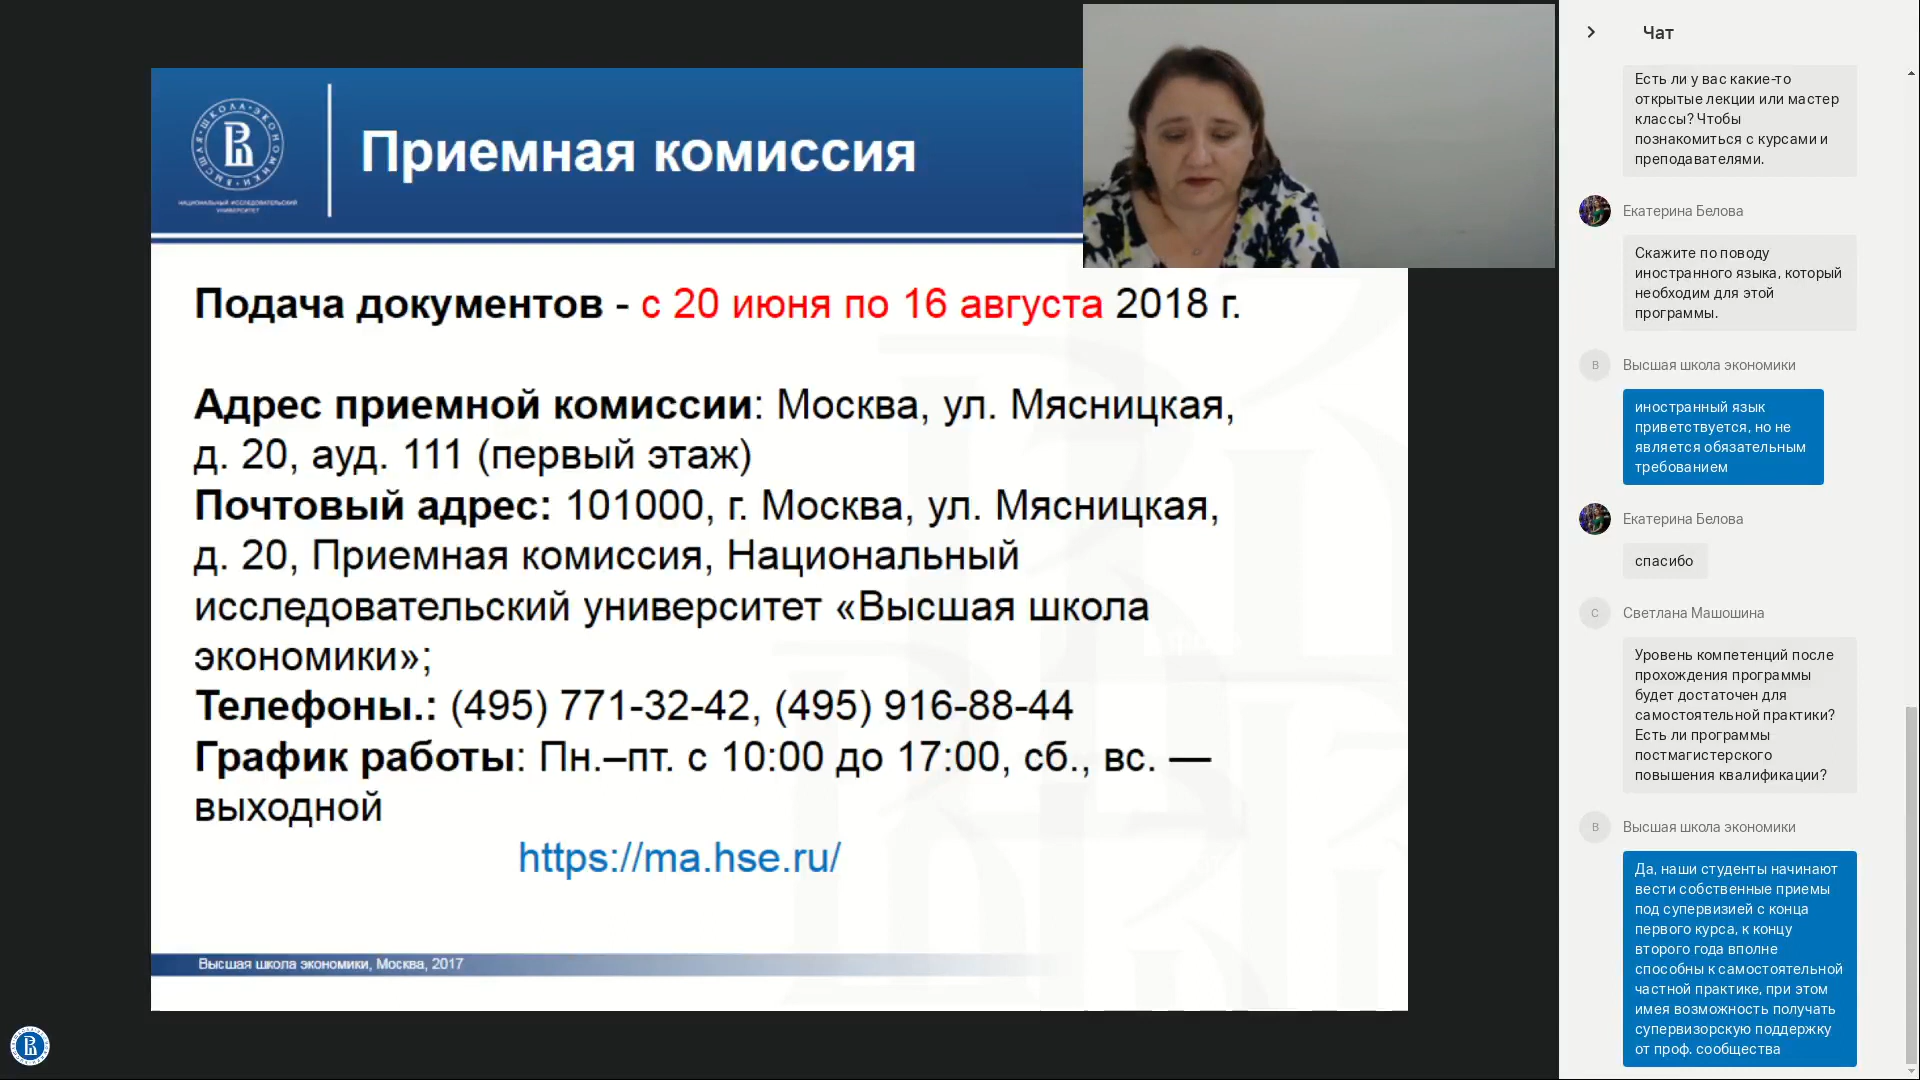 ВЫСШАЯ ШКОЛА ЭКОНОМИКИ
НАЦИОНАЛЬНЫЙ ИССЛЕДОВАТЕЛЬСКИЙ
УНИВЕРСИТЕТ
Приемная комиссия
Подача документов - с 20 июня по 16 августа 2018 г.
Адрес приемной комиссии: Москва, ул. Мясницкая,
д. 20, ауд. 111 (первый этаж)
Почтовый адрес: 101000, г. Москва, ул. Мясницкая,
д. 20, Приемная комиссия, Национальный
исследовательский университет «Высшая школа
экономики»;
Телефоны.: (495) 771-32-42, (495) 916-88-44
График работы: Пн.–пт. с 10:00 до 17:00, сб., вс. —
выходной
https://ma.hse.ru/
Высшая школа экономики, Москва, 2017
Чат
Есть ли у вас какие-то
открытые лекции или мастер
классы? Чтобы
познакомиться с курсами и
преподавателями.
Екатерина Белова
Скажите по поводу
иностранного языка, который
необходим для этой
программы.
В
Высшая школа экономики
иностранный язык
приветствуется, но не
является обязательным
требованием
Екатерина Белова
спасибо
С
Светлана Машошина
Уровень компетенций после
прохождения программы
будет достаточен для
самостоятельной практики?
Есть ли программы
постмагистерского
повышения квалификации?
В
Высшая школа экономики
Да, наши студенты начинают
вести собственные приемы
под супервизией с конца
первого курса, к концу
второго года вполне
способны к самостоятельной
частной практике, при этом
имея возможность получать
супервизорскую поддержку
от проф. сообщества